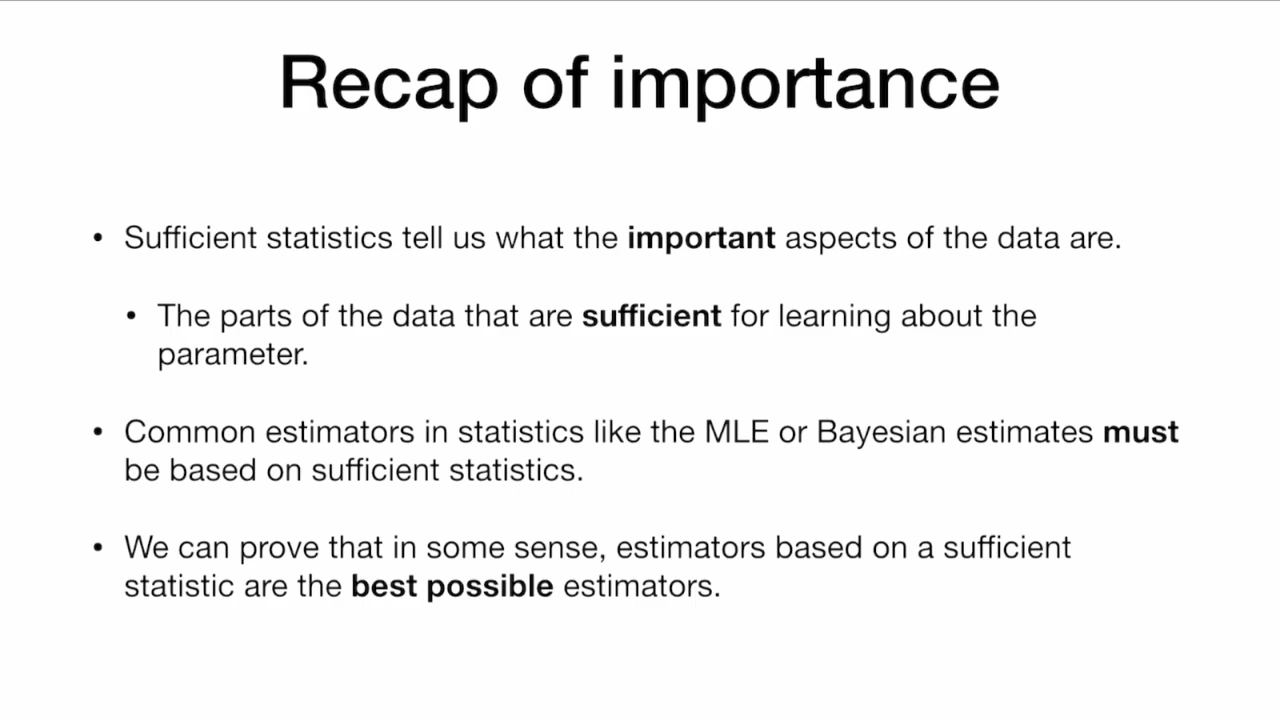 Recap of importance
• Sufficient statistics tell us what the important aspects of the data are.
• The parts of the data that are sufficient for learning about the
parameter.
• Common estimators in statistics like the MLE or Bayesian estimates must
be based on sufficient statistics.
• We can prove that in some sense, estimators based on a sufficient
statistic are the best possible estimators.